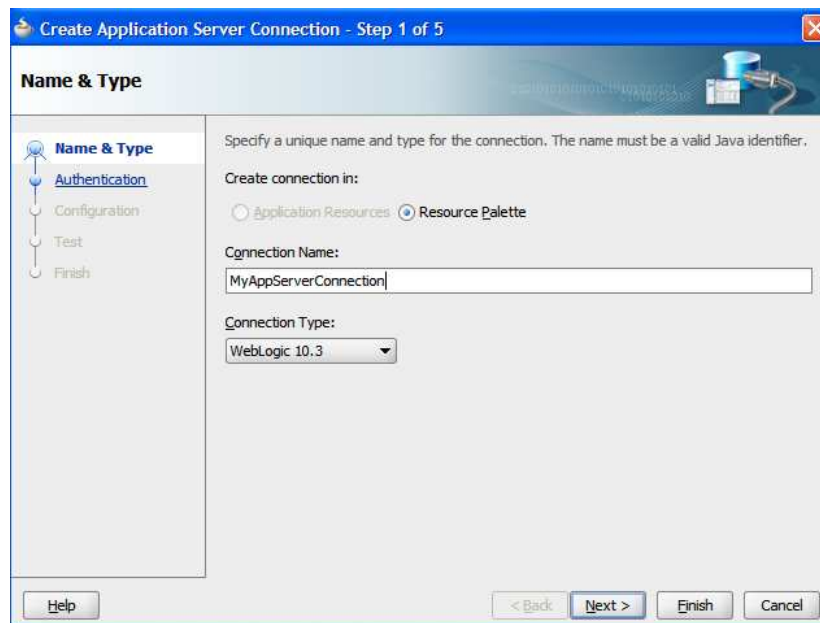 Create Application Server Connection - Step 1 of 5
Name & Type
Name & Type
Authentication
Configuration
Test
Finish
Specify a unique name and type for the connection. The name must be a valid Java identifier.
Create connection in:
Application Resources Resource Palette
Connection Name:
MyAppServerConnection
Connection Type:
WebLogic 10.3
Help
< Back Next > Finish Cancel